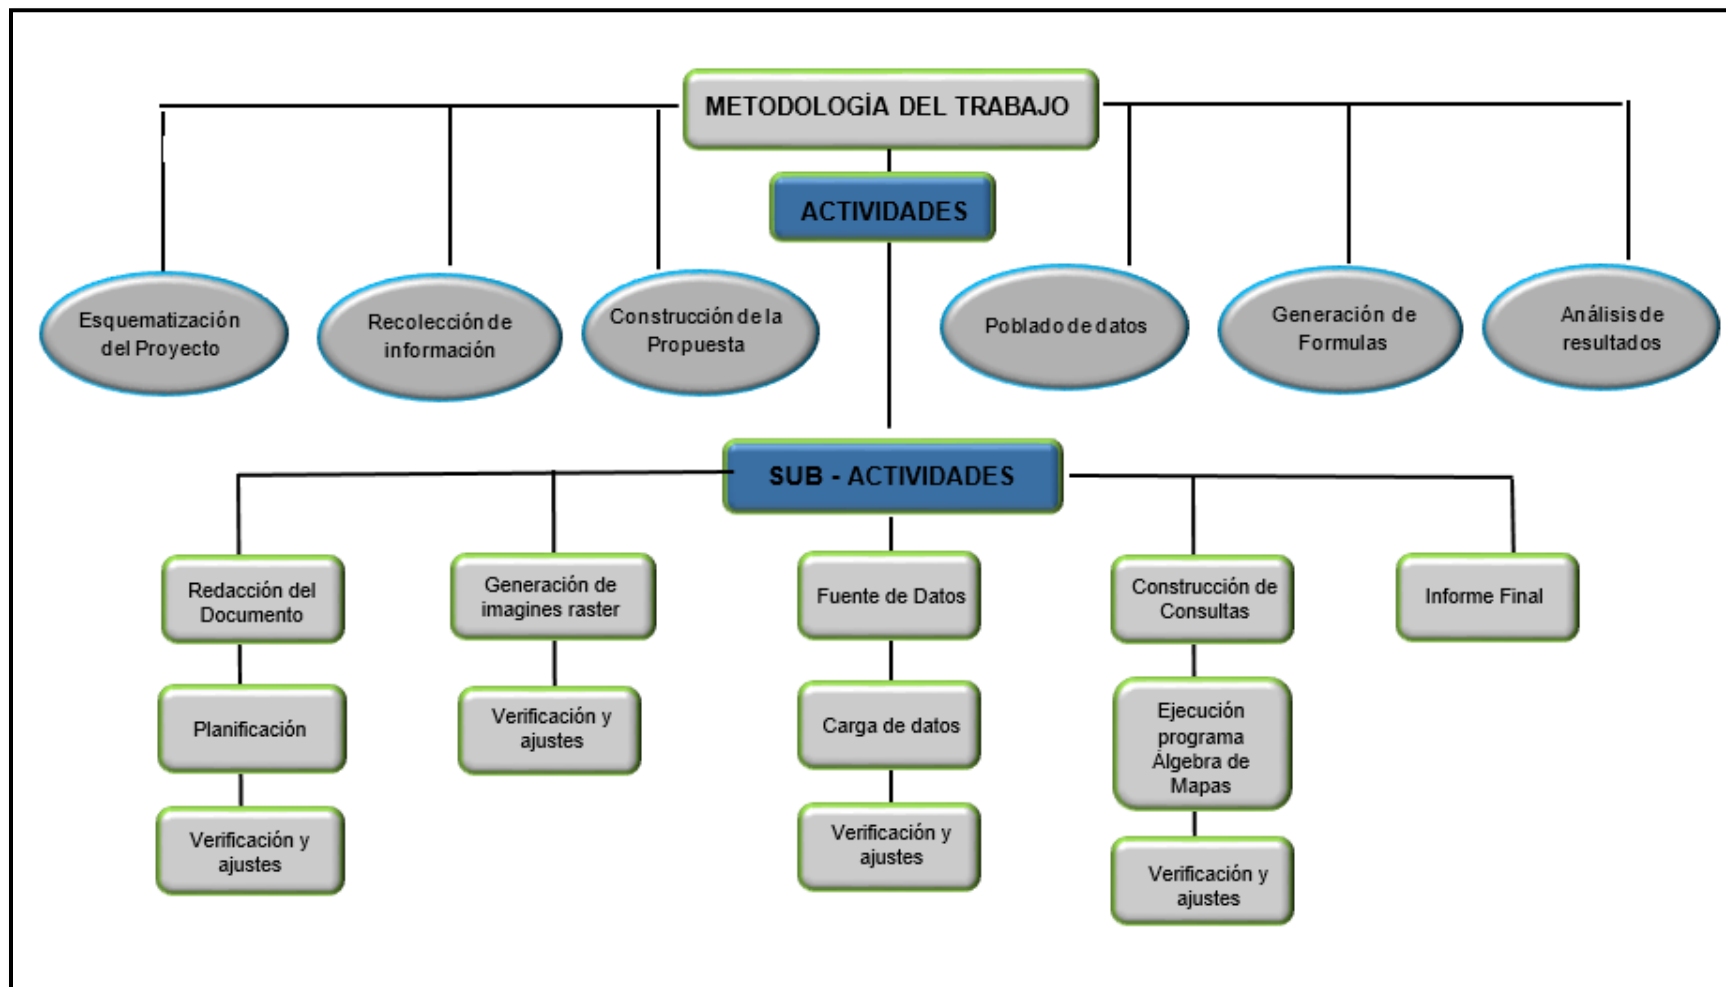 METODOLOGÌA DEL TRABAJO
ACTIVIDADES
Esquematización
del Proyecto
Recolección de
información
Construcción de la
Propuesta
Poblado de datos
Generación de
Formulas
Análisis de
resultados
SUB - ACTIVIDADES
Redacción del
Documento
Planificación
Verificación y
ajustes
Generación de
imagines raster
Verificación y
ajustes
Fuente de Datos
Carga de datos
Verificación y
ajustes
Construcción de
Consultas
Ejecución
programa
Álgebra de
Mapas
Verificación y
ajustes
Informe Final